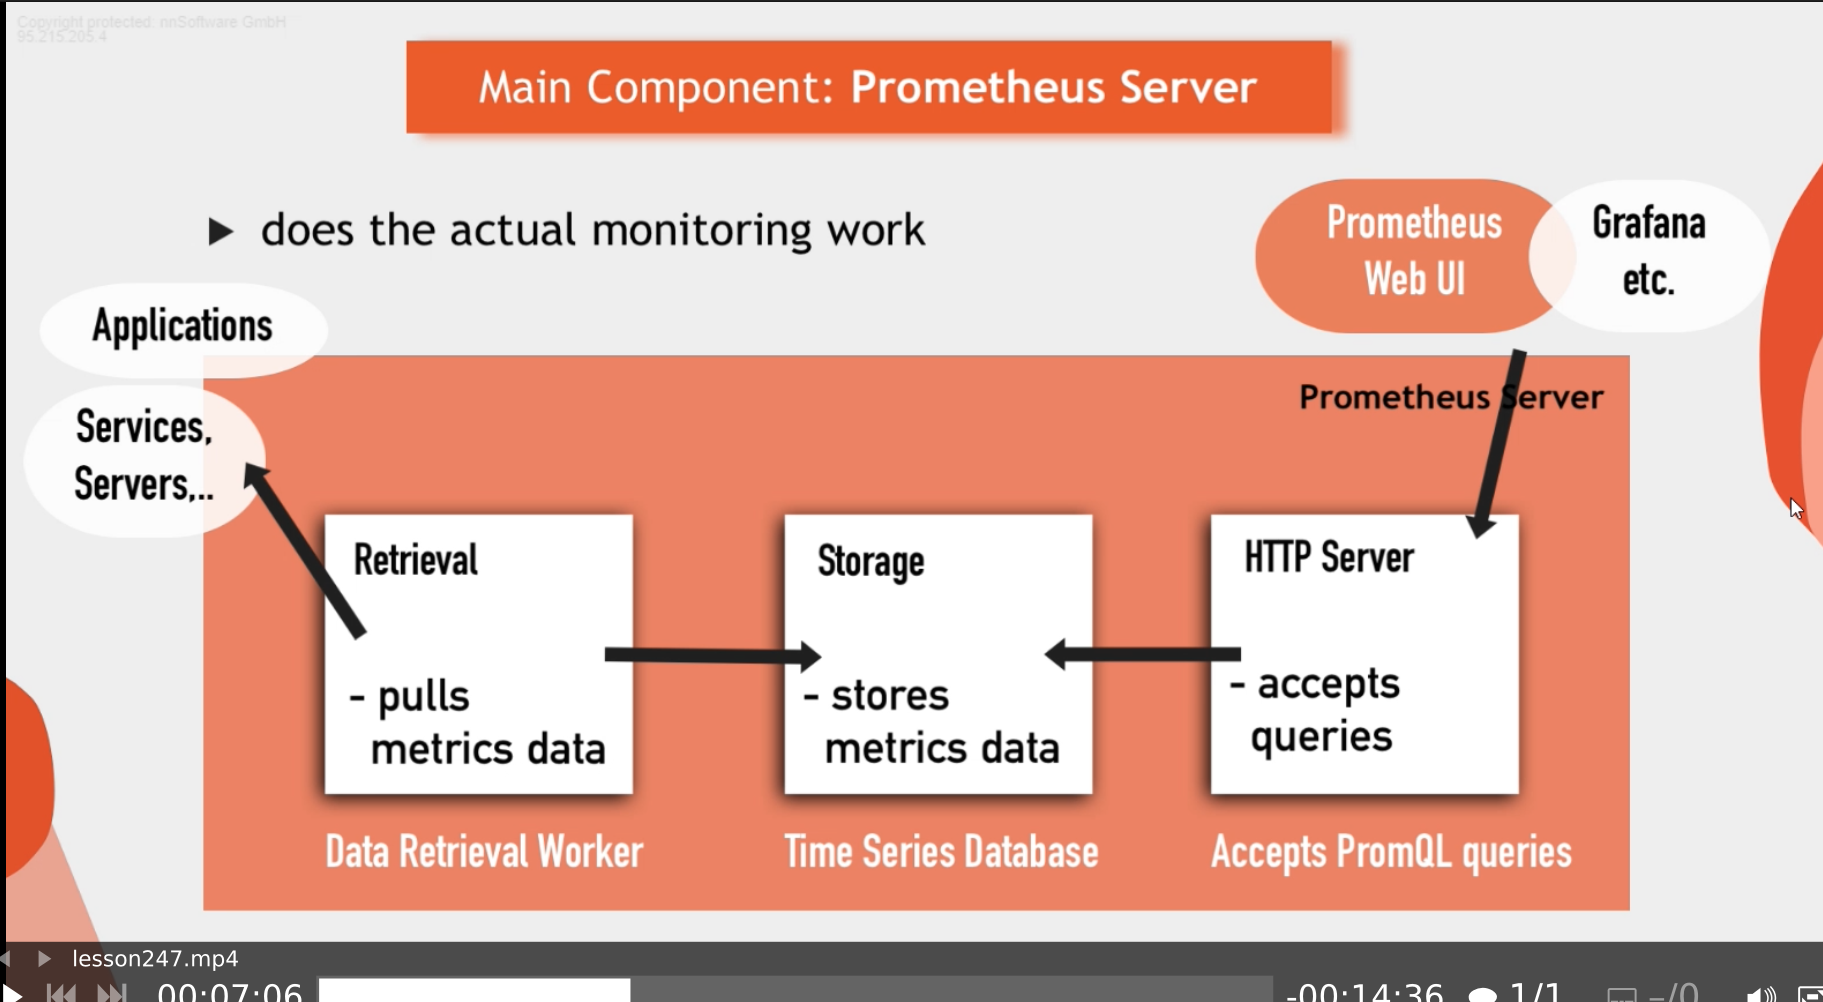 Copyright protected: nnSoftware GmbH
95.215.205.4
Main Component: Prometheus Server
does the actual monitoring work
Prometheus
Web UI
Grafana
etc.
Applications
Services,
Servers,..
Prometheus Server
Retrieval
- pulls
metrics data
Storage
- stores
metrics data
HTTP Server
- accepts
queries
Data Retrieval Worker
Time Series Database
Accepts PromQL queries
lesson247.mp4
00:07:06
-00:14:36
1/1
–/0